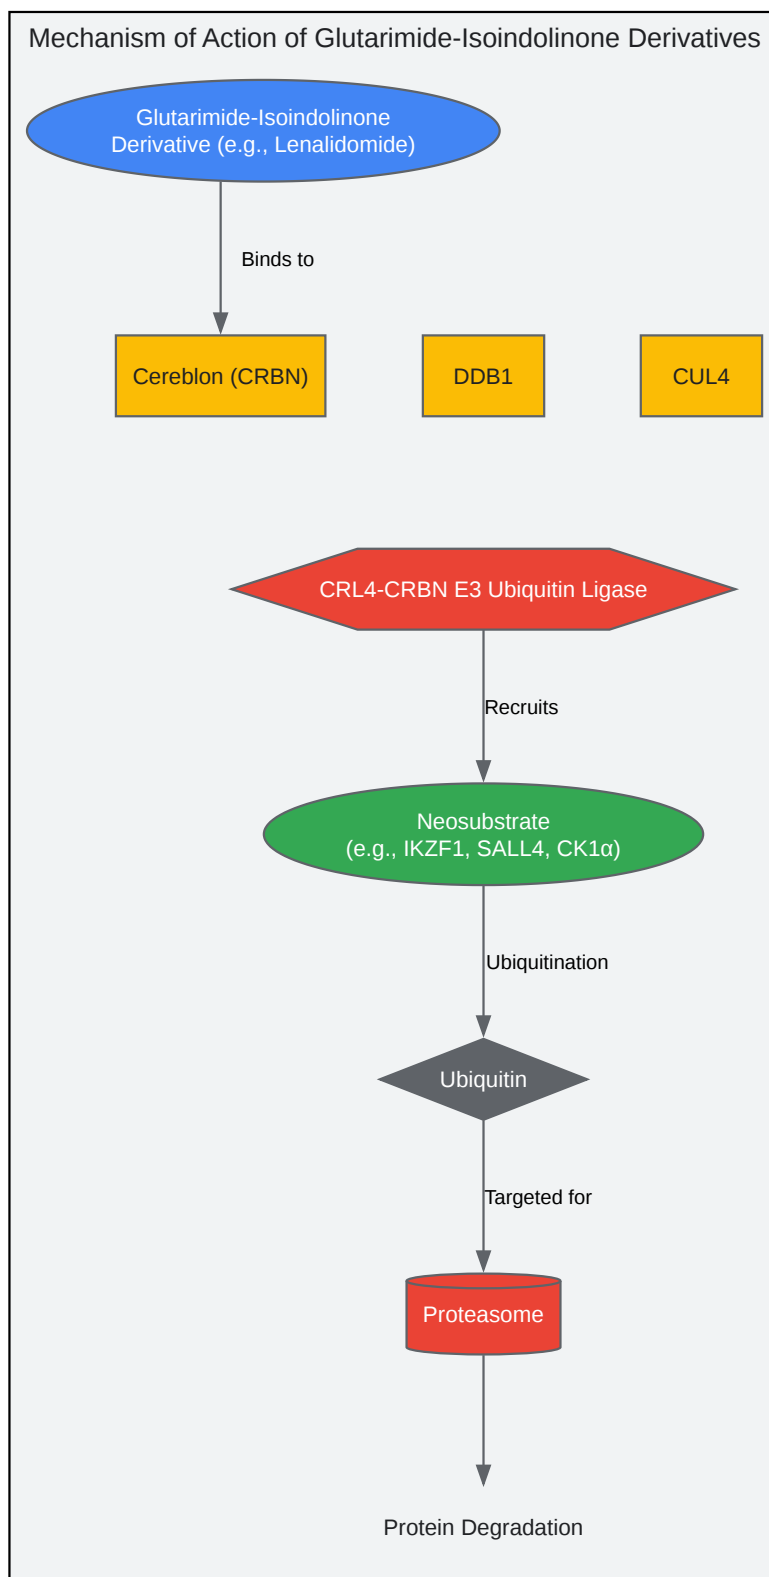 Mechanism of Action of Glutarimide-Isoindolinone Derivatives
Glutarimide-Isoindolinone
Derivative (e.g., Lenalidomide)
Binds to
Cereblon (CRBN)
DDB1
CUL4
CRL4-CRBN E3 Ubiquitin Ligase
Recruits
Neosubstrate
(e.g., IKZF1, SALL4, CK1α)
Ubiquitination
Ubiquitin
Targeted for
Proteasome
Protein Degradation